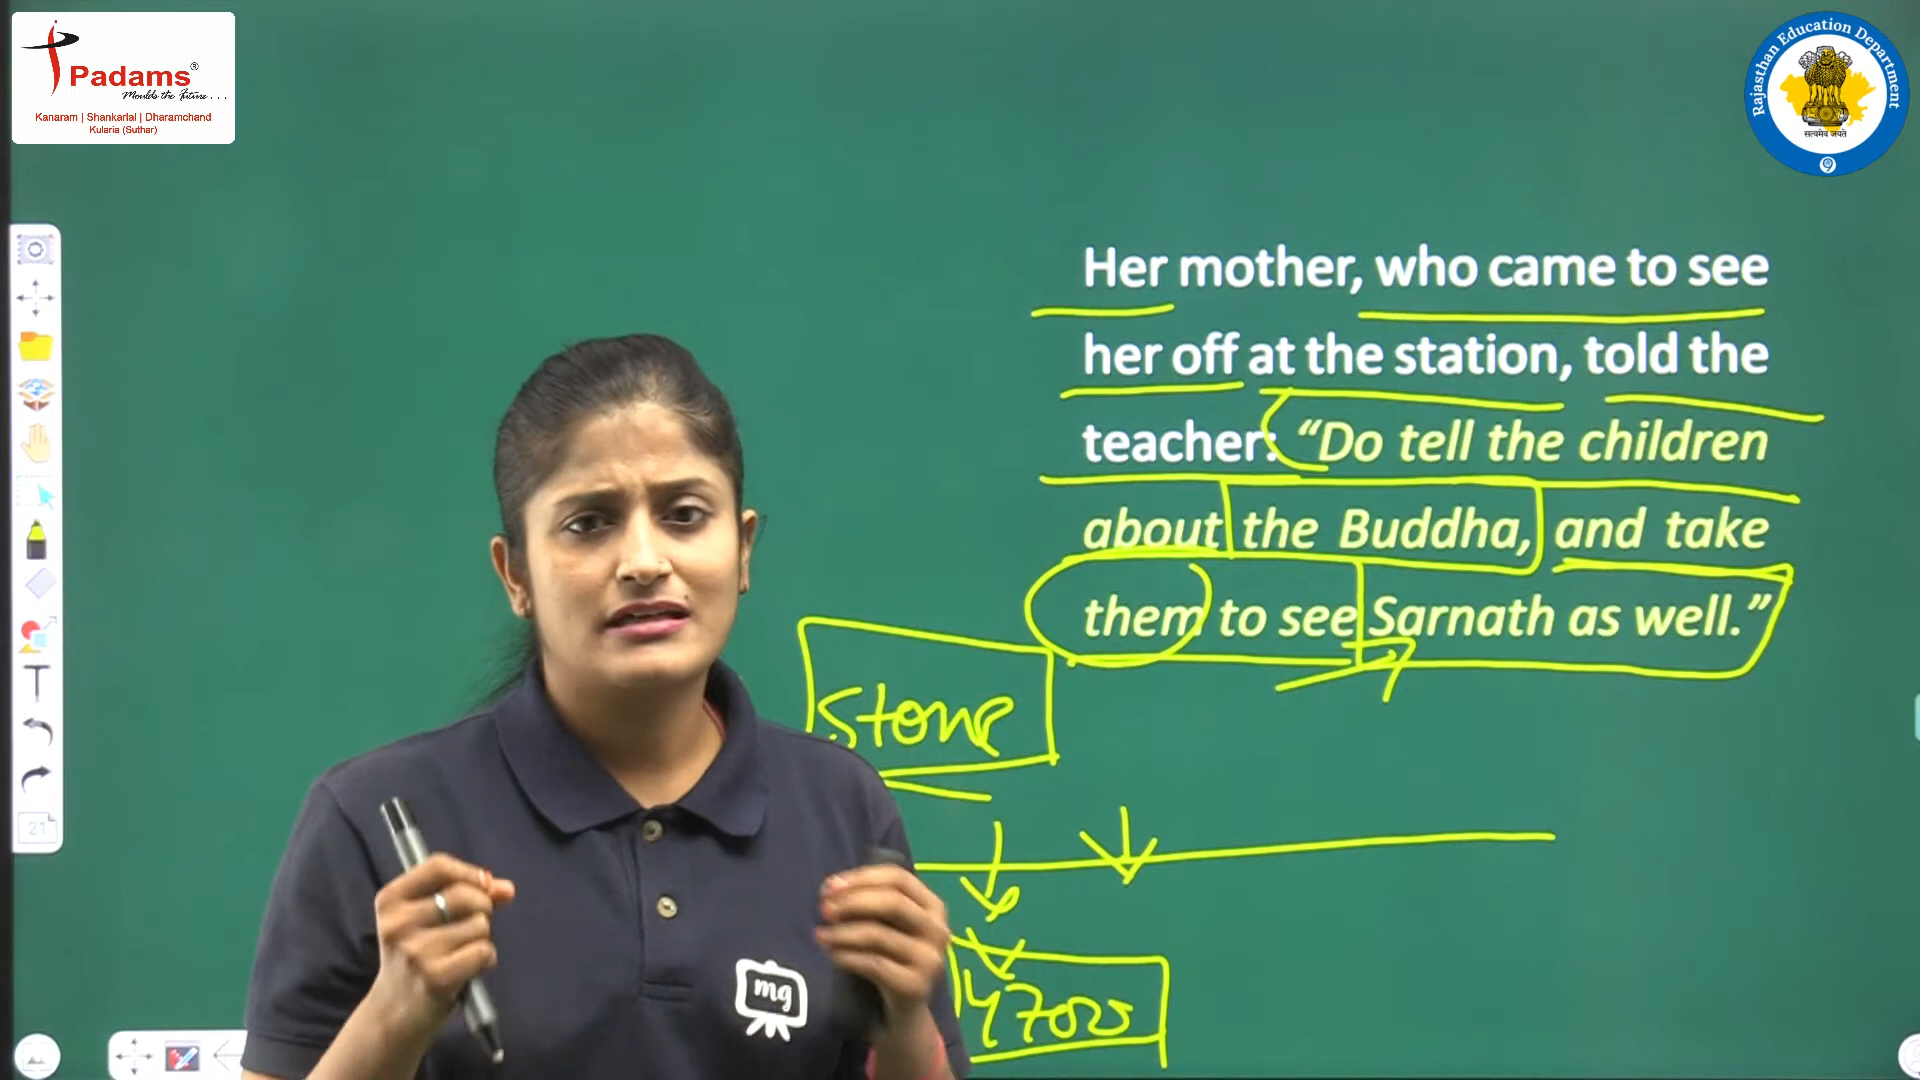 Padams®
Moulds the Future...
Kanaram | Shankarlal | Dharamchand
Kularia (Suthar)
Rajasthan Education Department
सत्यमेव जयते
Her mother, who came to see
her off at the station, told the
teacher: “Do tell the children
about the Buddha, and take
them to see Sarnath as well.”
Stone
mg
T
21